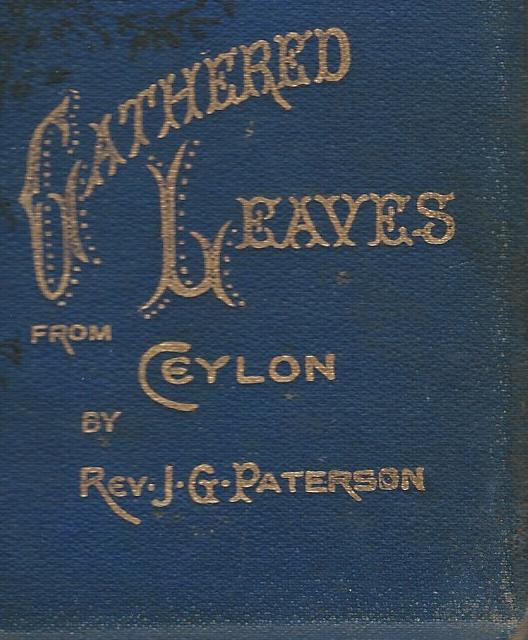 GATHERED
LEAVES
FROM
CEYLON
BY
REV. J. G. PATERSON